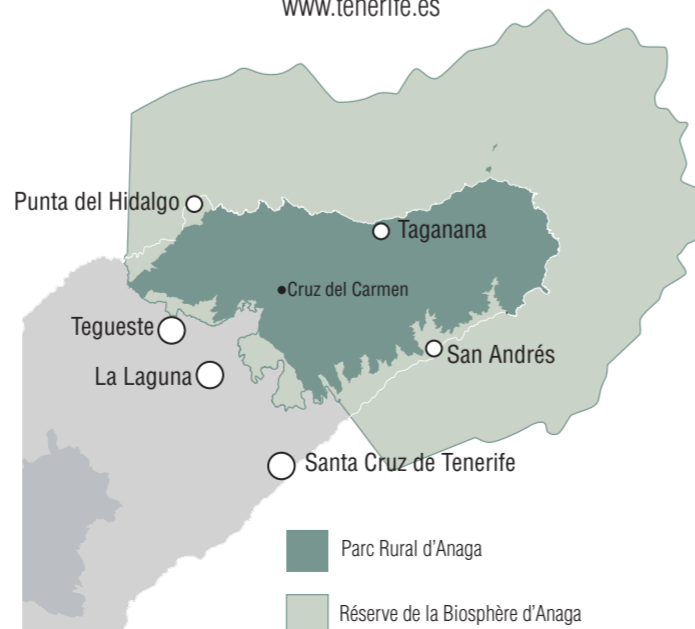 www.tenerife.es
Punta del Hidalgo
Taganana
Cruz del Carmen
Tegueste
San Andrés
La Laguna
Santa Cruz de Tenerife
Parc Rural d'Anaga
Réserve de la Biosphère d'Anaga